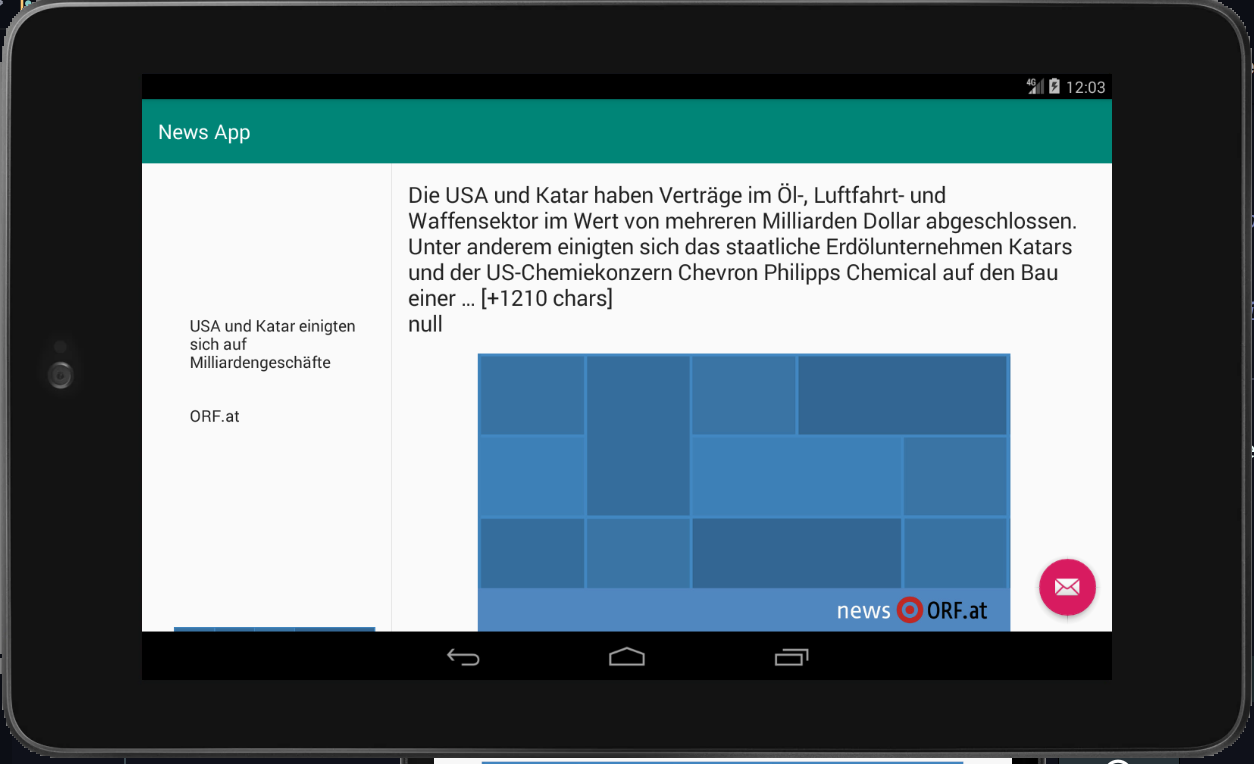 4G 12:03
News App
USA und Katar einigten
sich auf
Milliardengeschäfte
ORF.at
Die USA und Katar haben Verträge im Öl-, Luftfahrt- und
Waffensektor im Wert von mehreren Milliarden Dollar abgeschlossen.
Unter anderem einigten sich das staatliche Erdölunternehmen Katars
und der US-Chemiekonzern Chevron Philipps Chemical auf den Bau
einer … [+1210 chars]
null
news ORF.at